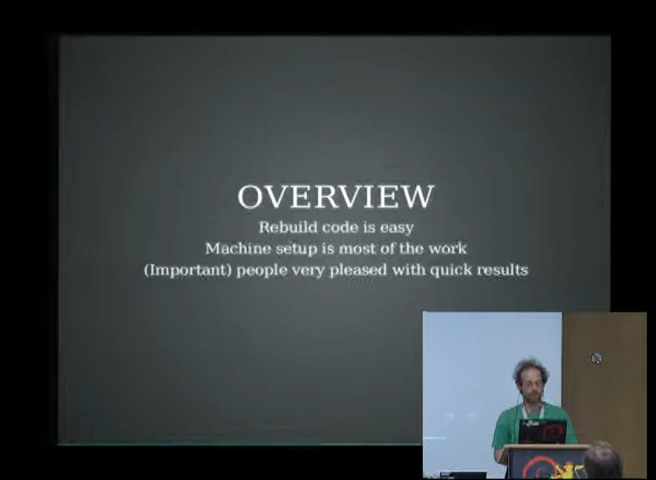 OVERVIEW
Rebuild code is easy
Machine setup is most of the work
(Important) people very pleased with quick results